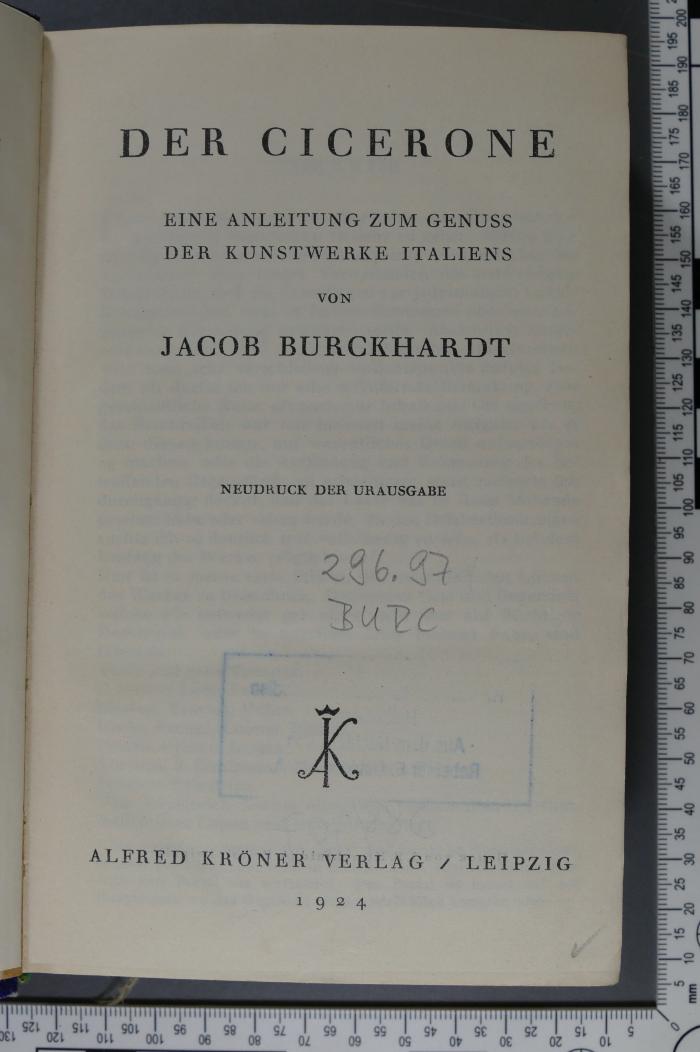 DER CICERONE
EINE ANLEITUNG ZUM GENUSS
DER KUNSTWERKE ITALIENS
VON
JACOB BURCKHARDT
NEUDRUCK DER URAUSGABE
296.97
BURC
AK
ALFRED KRÖNER VERLAG / LEIPZIG
1924